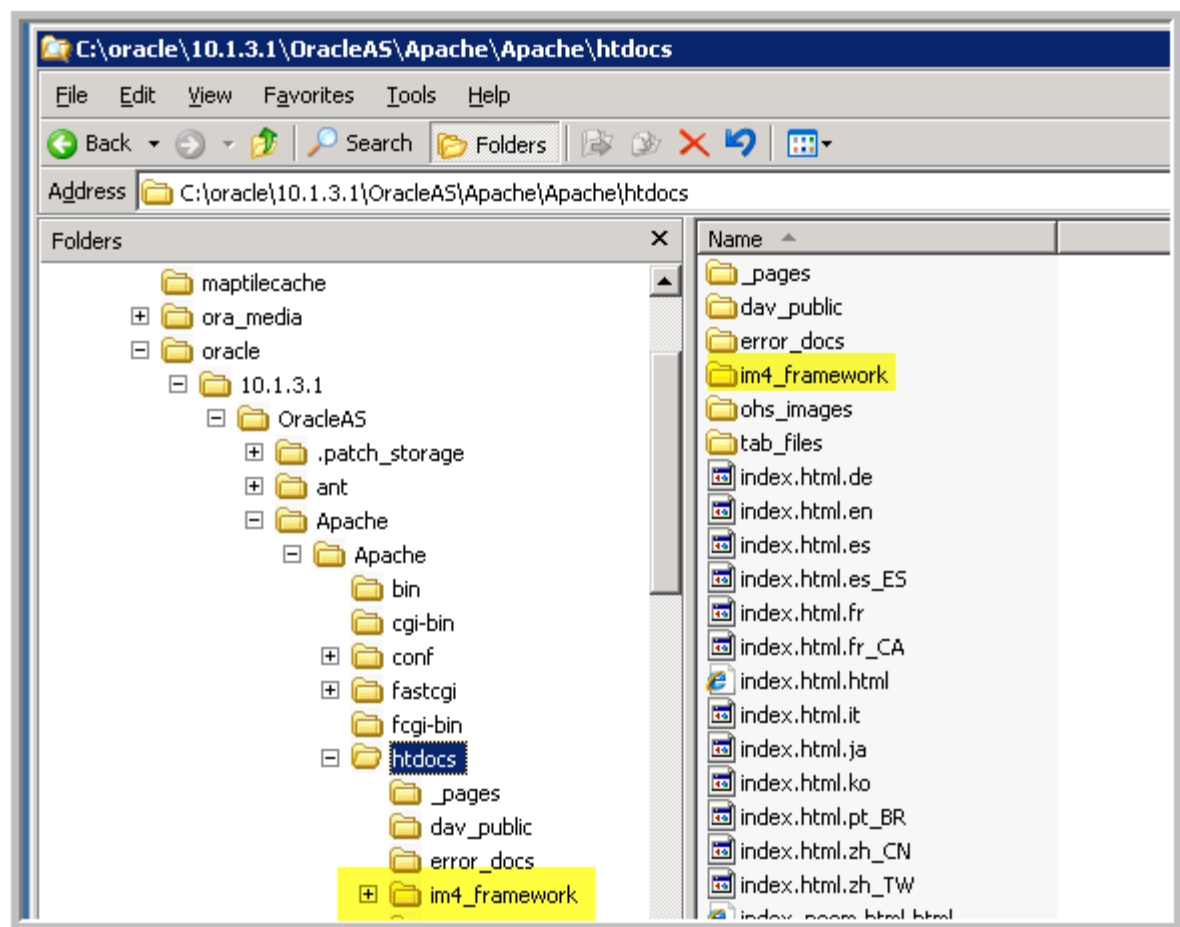 C:\oracle\10.1.3.1\OracleAS\Apache\Apache\htdocs
File Edit View Favorites Tools Help
Back Search Folders
Address C:\oracle\10.1.3.1\OracleAS\Apache\Apache\htdocs
Folders
maptilecache
ora_media
oracle
10.1.3.1
OracleAS
.patch_storage
ant
Apache
Apache
bin
cgi-bin
conf
fastcgi
fcgi-bin
htdocs
_pages
dav_public
error_docs
im4_framework
Name
_pages
dav_public
error_docs
im4_framework
ohs_images
tab_files
index.html.de
index.html.en
index.html.es
index.html.es_ES
index.html.fr
index.html.fr_CA
index.html.html
index.html.it
index.html.ja
index.html.ko
index.html.pt_BR
index.html.zh_CN
index.html.zh_TW